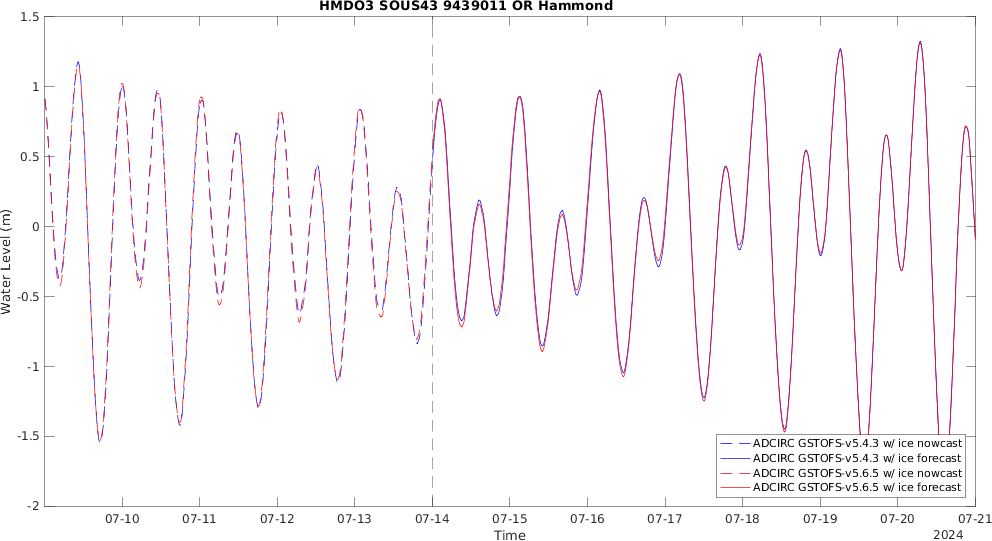 HMDO3 SOUS43 9439011 OR Hammond
1.5
1
0.5
0
-0.5
-1
-1.5
-2
Water Level (m)
07-10 07-11 07-12 07-13 07-14 07-15 07-16 07-17 07-18 07-19 07-20 07-21
Time
2024
ADCIRC GSTOFS-v5.4.3 w/ ice nowcast
ADCIRC GSTOFS-v5.4.3 w/ ice forecast
ADCIRC GSTOFS-v5.6.5 w/ ice nowcast
ADCIRC GSTOFS-v5.6.5 w/ ice forecast